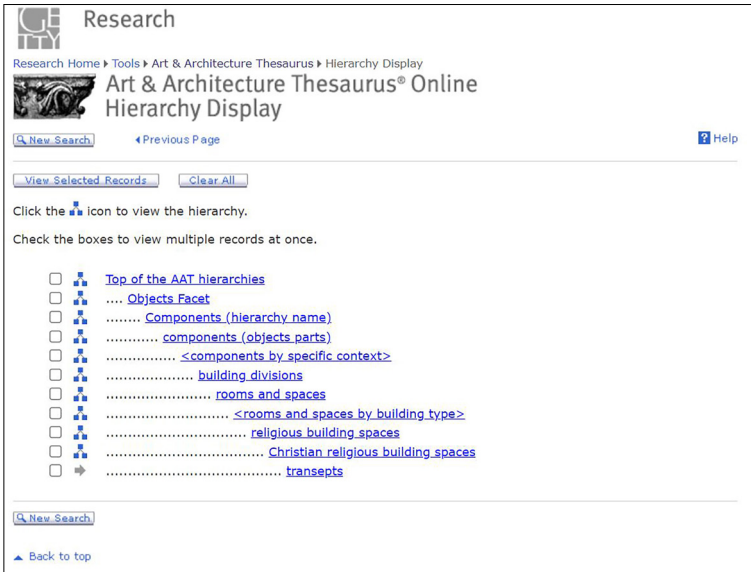 GE
TTY
Research
Research Home ▸ Tools ▸ Art & Architecture Thesaurus ▸ Hierarchy Display
Art & Architecture Thesaurus® Online
Hierarchy Display
New Search
Previous Page
? Help
View Selected Records
Clear All
Click the icon to view the hierarchy.
Check the boxes to view multiple records at once.
Top of the AAT hierarchies
.... Objects Facet
........ Components (hierarchy name)
............ components (objects parts)
................ <components by specific context>
.................... building divisions
........................ rooms and spaces
............................ <rooms and spaces by building type>
................................ religious building spaces
.................................... Christian religious building spaces
........................................ transepts
New Search
Back to top